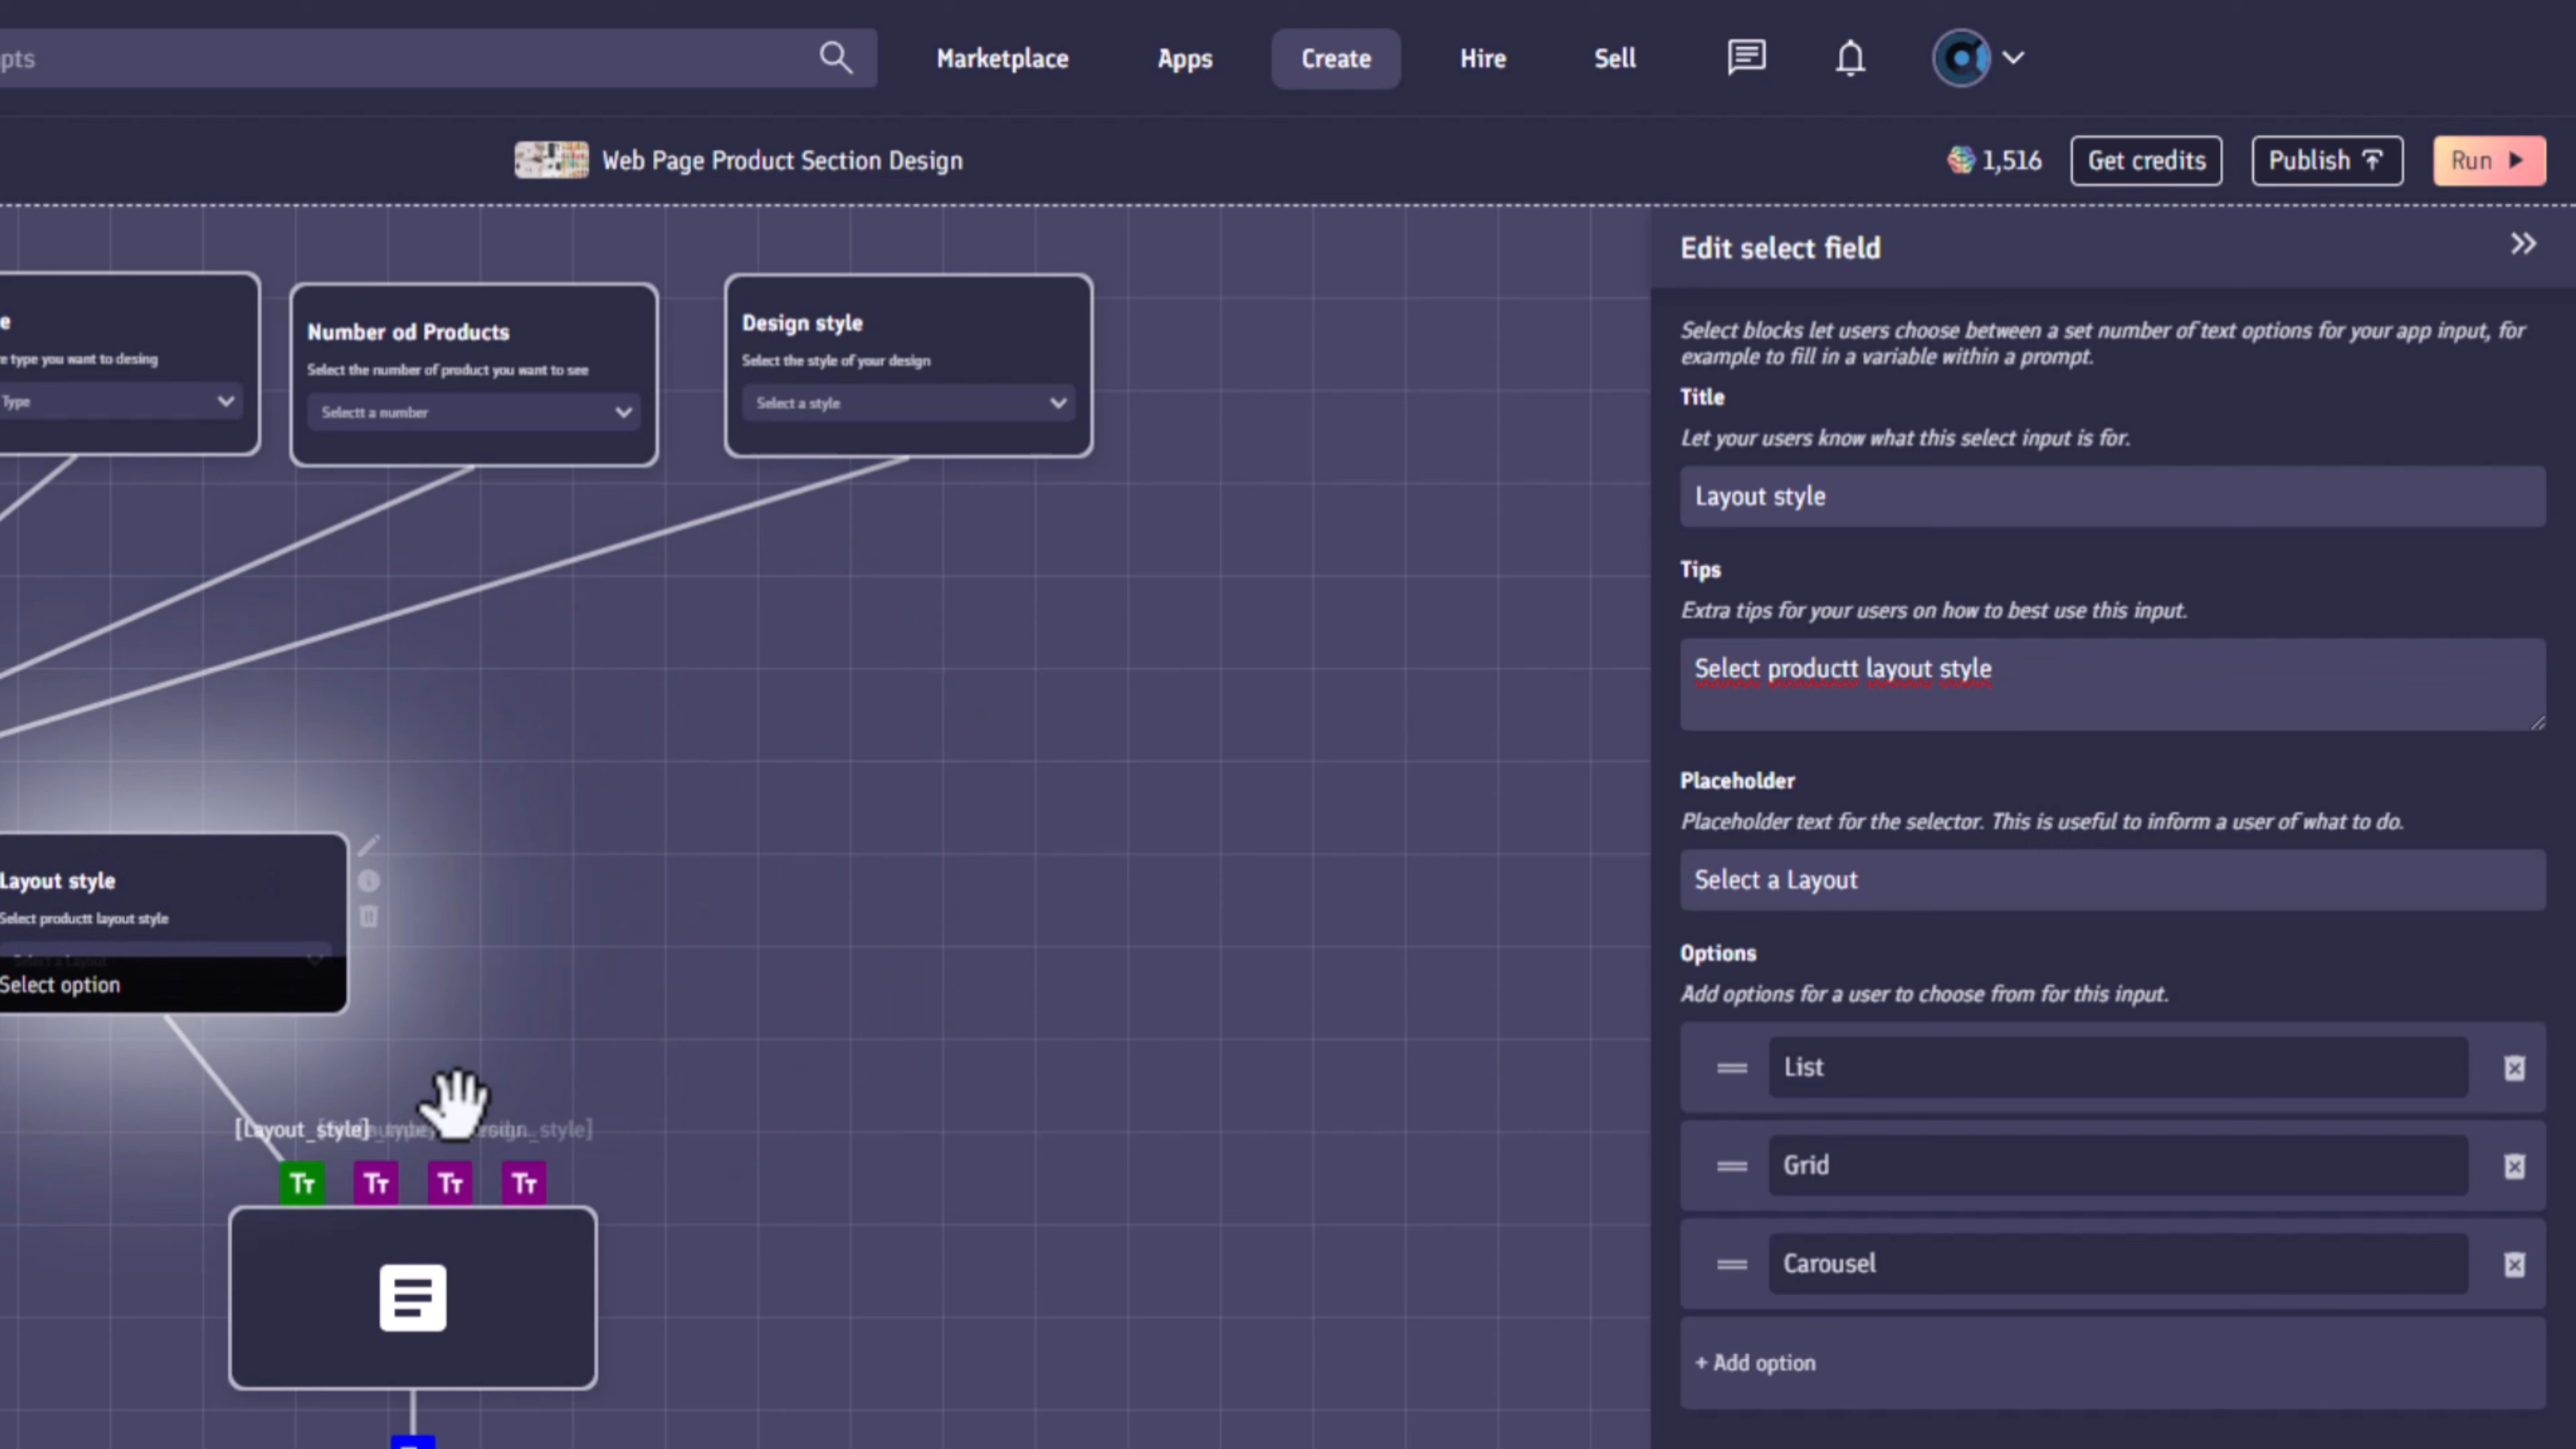 pts
Marketplace
Apps
Create
Hire
Sell
Web Page Product Section Design
1,516
Get credits
Publish
Run
Edit select field
Select blocks let users choose between a set number of text options for your app input, for
example to fill in a variable within a prompt.
Title
Let your users know what this select input is for.
Layout style
Tips
Extra tips for your users on how to best use this input.
Select productt layout style
Placeholder
Placeholder text for the selector. This is useful to inform a user of what to do.
Select a Layout
Options
Add options for a user to choose from for this input.
List
Grid
Carousel
+ Add option
e
e type you want to desing
Type
Number od Products
Select the number of product you want to see
Selectt a number
Design style
Select the style of your design
Select a style
Layout style
Select productt layout style
Select a Layout
Select option
[Layout_style]
_style]
Tт
Tт
Tт
Tт